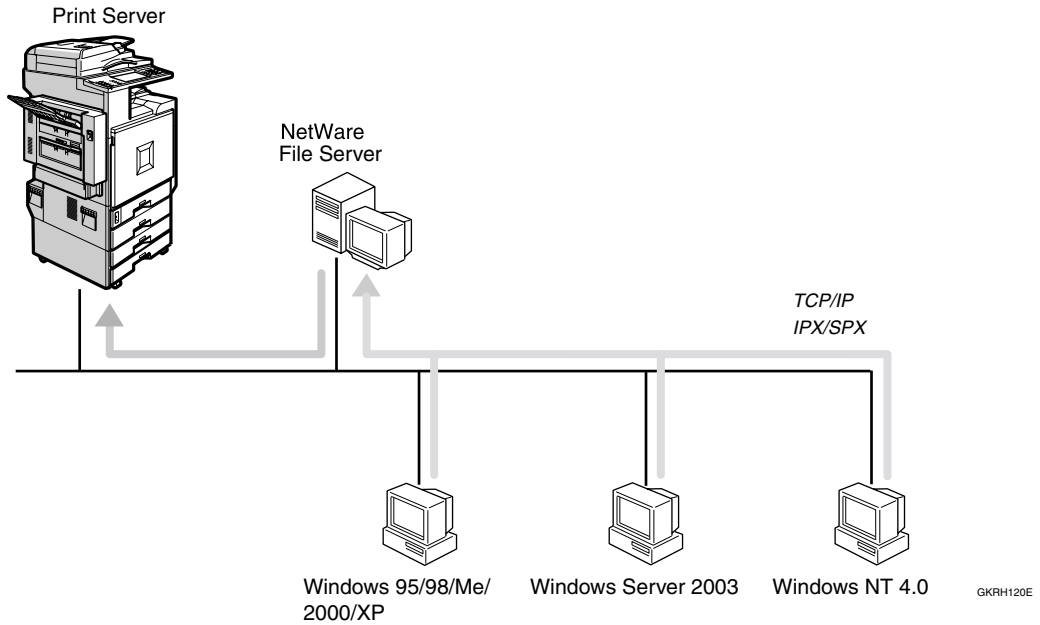 Print Server
NetWare
File Server
TCP/IP
IPX/SPX
Windows 95/98/Me/
2000/XP
Windows Server 2003
Windows NT 4.0
GKRH120E